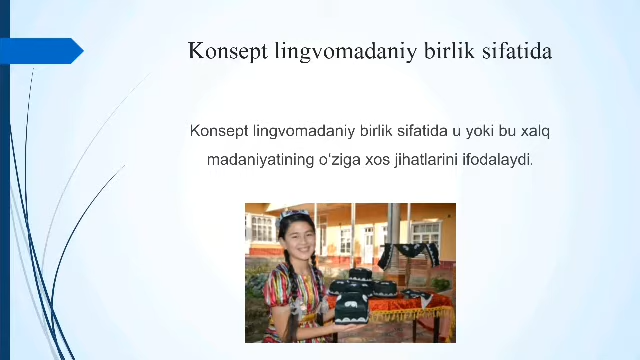 Konsept lingvomadaniy birlik sifatida
Konsept lingvomadaniy birlik sifatida u yoki bu xalq
madaniyatining o'ziga xos jihatlarini ifodalaydi.